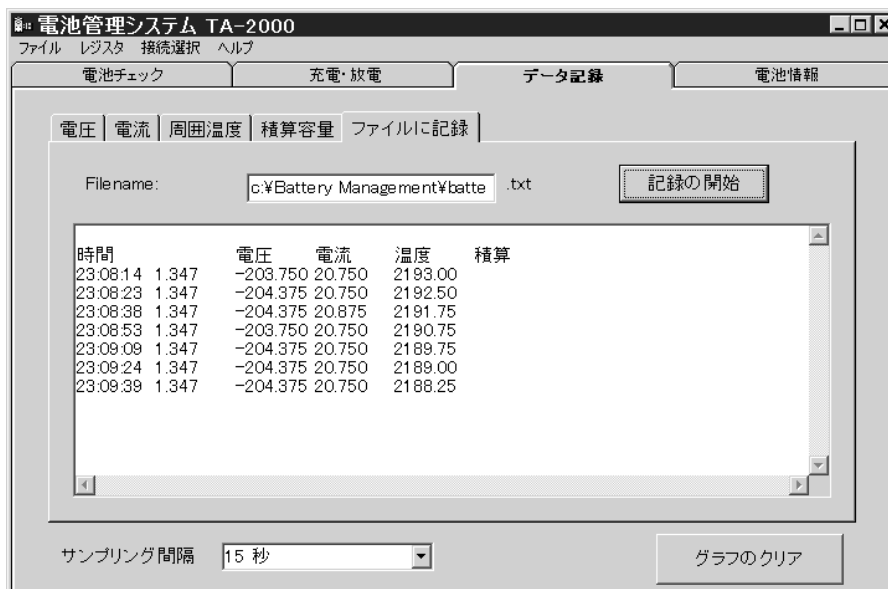 電池管理システム TA-2000
ファイル レジスタ 接続選択 ヘルプ
電池チェック 充電・放電 データ記録 電池情報
電圧 電流 周囲温度 積算容量 ファイルに記録
Filename: c:¥Battery Management¥batte .txt 記録の開始
時間 電圧 電流 温度 積算
23:08:14 1.347 -203.750 20.750 2193.00
23:08:23 1.347 -204.375 20.750 2192.50
23:08:38 1.347 -204.375 20.875 2191.75
23:08:53 1.347 -203.750 20.750 2190.75
23:09:09 1.347 -204.375 20.750 2189.75
23:09:24 1.347 -204.375 20.750 2189.00
23:09:39 1.347 -204.375 20.750 2188.25
サンプリング間隔 15 秒 グラフのクリア